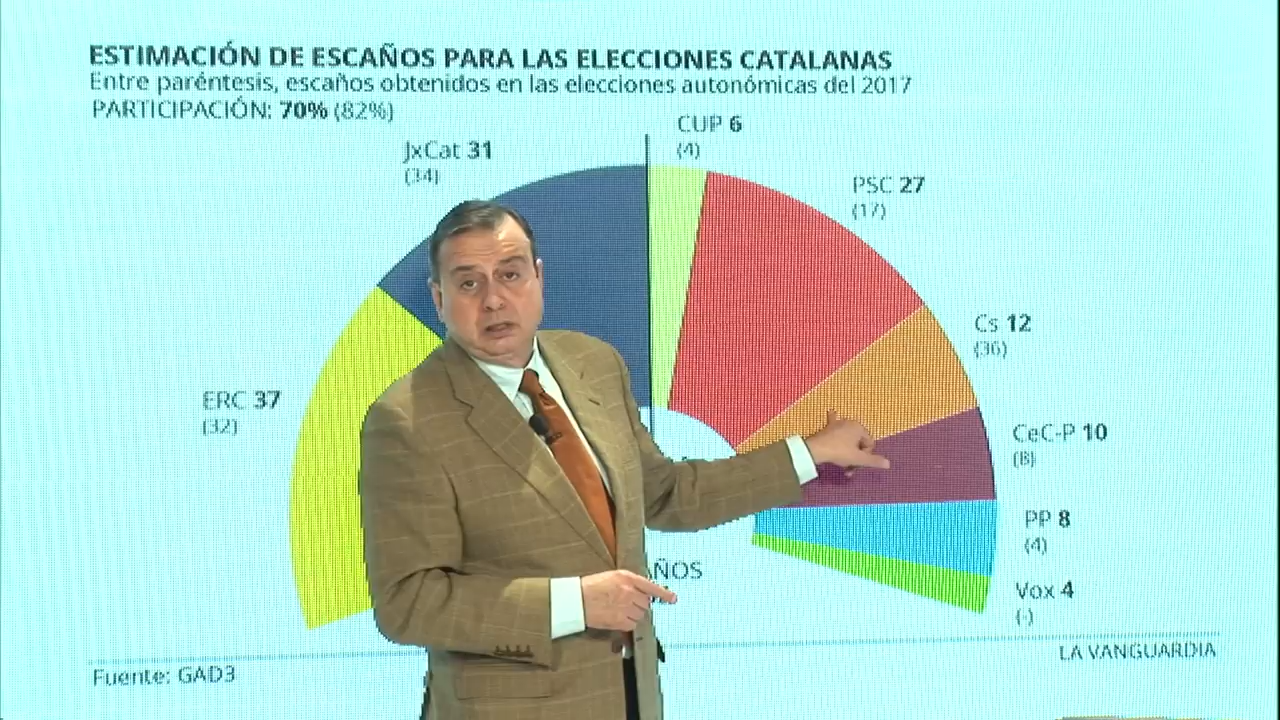 ESTIMACIÓN DE ESCAÑOS PARA LAS ELECCIONES CATALANAS
Entre paréntesis, escaños obtenidos en las elecciones autonómicas del 2017
PARTICIPACIÓN: 70% (82%)
CUP 6
(4)
JxCat 31
(34)
PSC 27
(17)
Cs 12
(36)
ERC 37
(32)
CeC-P 10
(8)
PP 8
(4)
Vox 4
(-)
AÑOS
LA VANGUARDIA
Fuente: GAD3